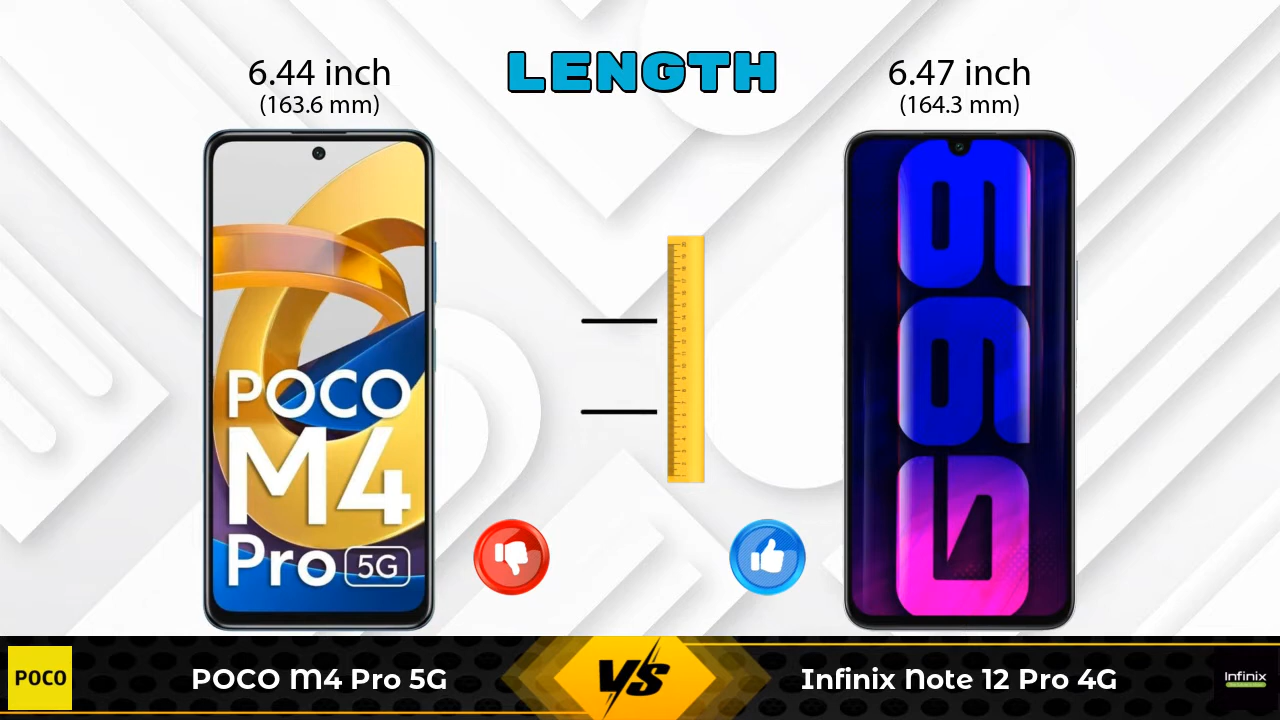 LENGTH
6.44 inch
(163.6 mm)
6.47 inch
(164.3 mm)
POCO
M4
Pro 5G
G96
POCO
POCO M4 Pro 5G
VS
Infinix Note 12 Pro 4G
Infinix